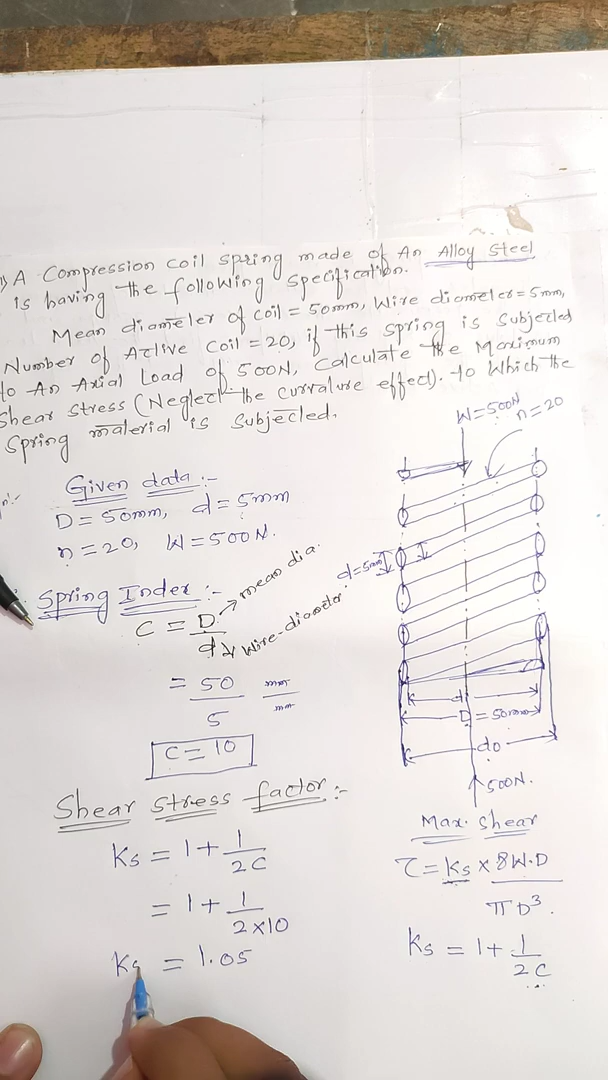 1) A Compression coil spring made of An Alloy Steel
is having the following Specification.
Mean diameter of coil = 50mm, Wire diameter = 5mm,
Number of Active Coil = 20, if this spring is Subjected
to An Axial Load of 500N, Calculate the Maximum
Shear Stress (Neglect the Curvature effect). to Which the
Spring material is Subjected.
Given data:-
D = 50mm, d = 5mm
n = 20, W = 500N.
Spring Index:-
C = D/d
mean dia.
Wire-diameter
= 50/5 mm/mm
C = 10
Shear Stress factor:-
Ks = 1 + 1/2C
= 1 + 1/2×10
Ks = 1.05
W = 500N
n = 20
d = 5mm
di
D = 50mm
do
500N.
Max. Shear
τ = Ks × 8W.D/πD³.
Ks = 1 + 1/2C